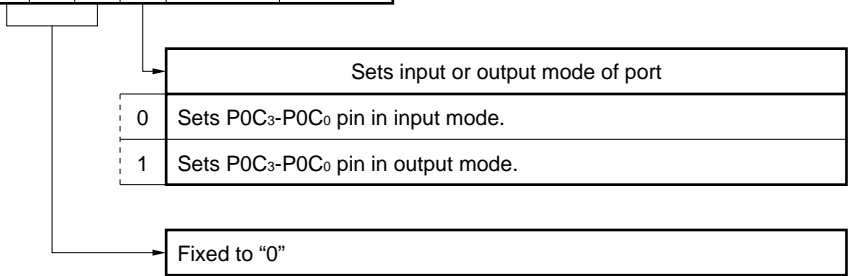 Sets input or output mode of port
0 Sets P0C₃-P0C₀ pin in input mode.
1 Sets P0C₃-P0C₀ pin in output mode.
Fixed to “0”